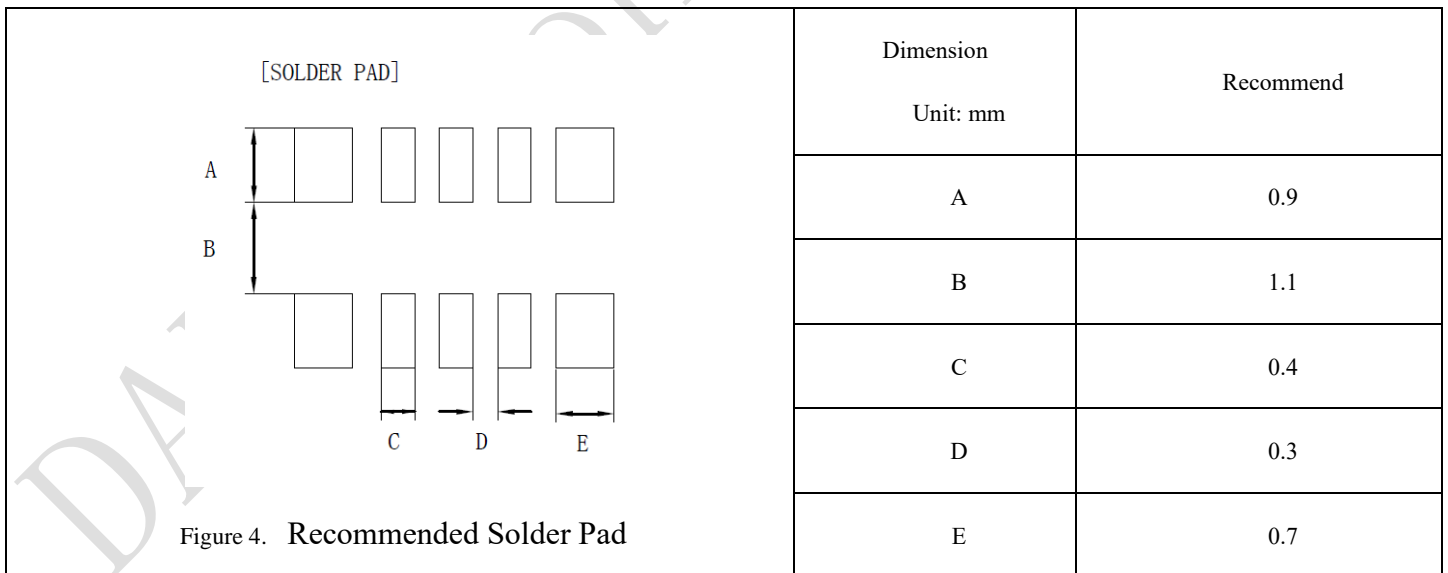 [SOLDER PAD]
A
B
C D E
Figure 4. Recommended Solder Pad
Dimension
Unit: mm
Recommend
A 0.9
B 1.1
C 0.4
D 0.3
E 0.7
DA